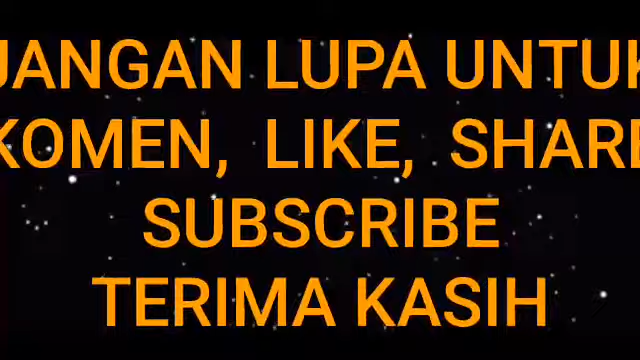 JANGAN LUPA UNTUK
KOMEN, LIKE, SHARE
SUBSCRIBE
TERIMA KASIH